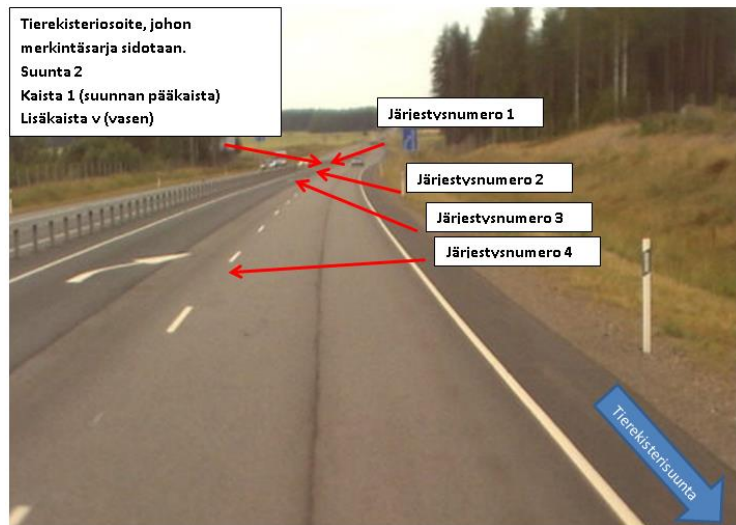 Tierekisteriosoite, johon
merkintäsarja sidotaan.
Suunta 2
Kaista 1 (suunnan pääkaista)
Lisäkaista v (vasen)
Järjestysnumero 1
Järjestysnumero 2
Järjestysnumero 3
Järjestysnumero 4
Tierekisterisuunta